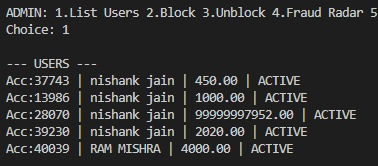 ADMIN: 1.List Users 2.Block 3.Unblock 4.Fraud Radar 5
Choice: 1
--- USERS ---
Acc:37743 | nishank jain | 450.00 | ACTIVE
Acc:13986 | nishank jain | 1000.00 | ACTIVE
Acc:28070 | nishank jain | 99999997952.00 | ACTIVE
Acc:39230 | nishank jain | 2020.00 | ACTIVE
Acc:40039 | RAM MISHRA | 4000.00 | ACTIVE